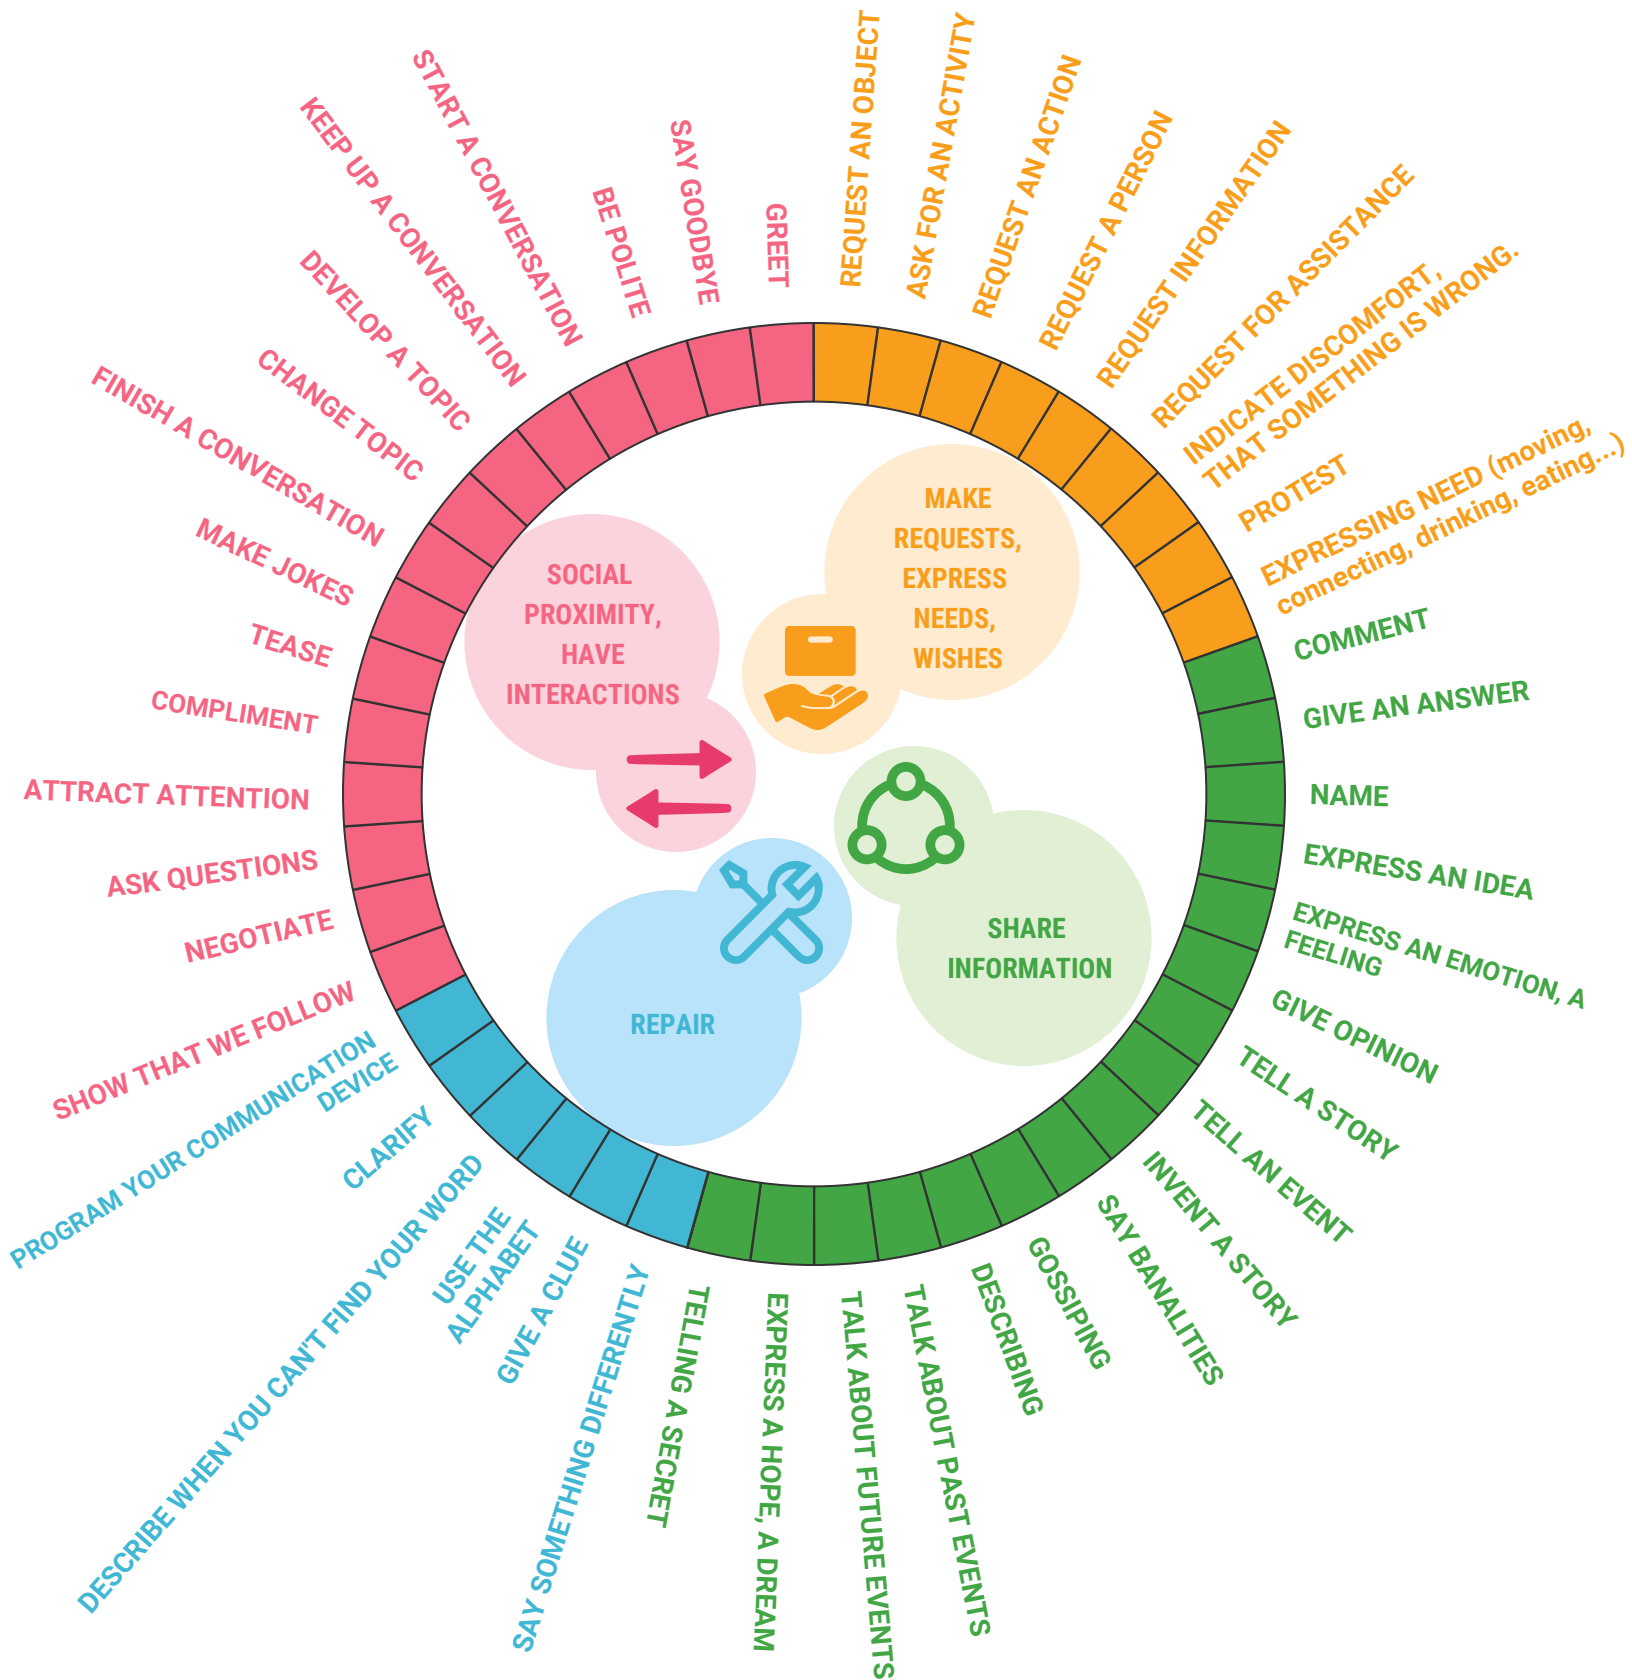 REQUEST AN OBJECT
ASK FOR AN ACTIVITY
REQUEST AN ACTION
REQUEST A PERSON
REQUEST INFORMATION
REQUEST FOR ASSISTANCE
INDICATE DISCOMFORT,
THAT SOMETHING IS WRONG.
PROTEST
EXPRESSING NEED (moving,
connecting, drinking, eating...)
COMMENT
GIVE AN ANSWER
NAME
EXPRESS AN IDEA
EXPRESS AN EMOTION, A
FEELING
GIVE OPINION
TELL A STORY
TELL AN EVENT
INVENT A STORY
SAY BANALITIES
GOSSIPING
DESCRIBING
TALK ABOUT PAST EVENTS
TALK ABOUT FUTURE EVENTS
EXPRESS A HOPE, A DREAM
TELLING A SECRET
SAY SOMETHING DIFFERENTLY
GIVE A CLUE
USE THE
ALPHABET
DESCRIBE WHEN YOU CAN'T FIND YOUR WORD
CLARIFY
PROGRAM YOUR COMMUNICATION
DEVICE
SHOW THAT WE FOLLOW
NEGOTIATE
ASK QUESTIONS
ATTRACT ATTENTION
COMPLIMENT
TEASE
MAKE JOKES
FINISH A CONVERSATION
CHANGE TOPIC
DEVELOP A TOPIC
KEEP UP A CONVERSATION
START A CONVERSATION
BE POLITE
SAY GOODBYE
GREET
MAKE
REQUESTS,
EXPRESS
NEEDS,
WISHES
SOCIAL
PROXIMITY,
HAVE
INTERACTIONS
SHARE
INFORMATION
REPAIR